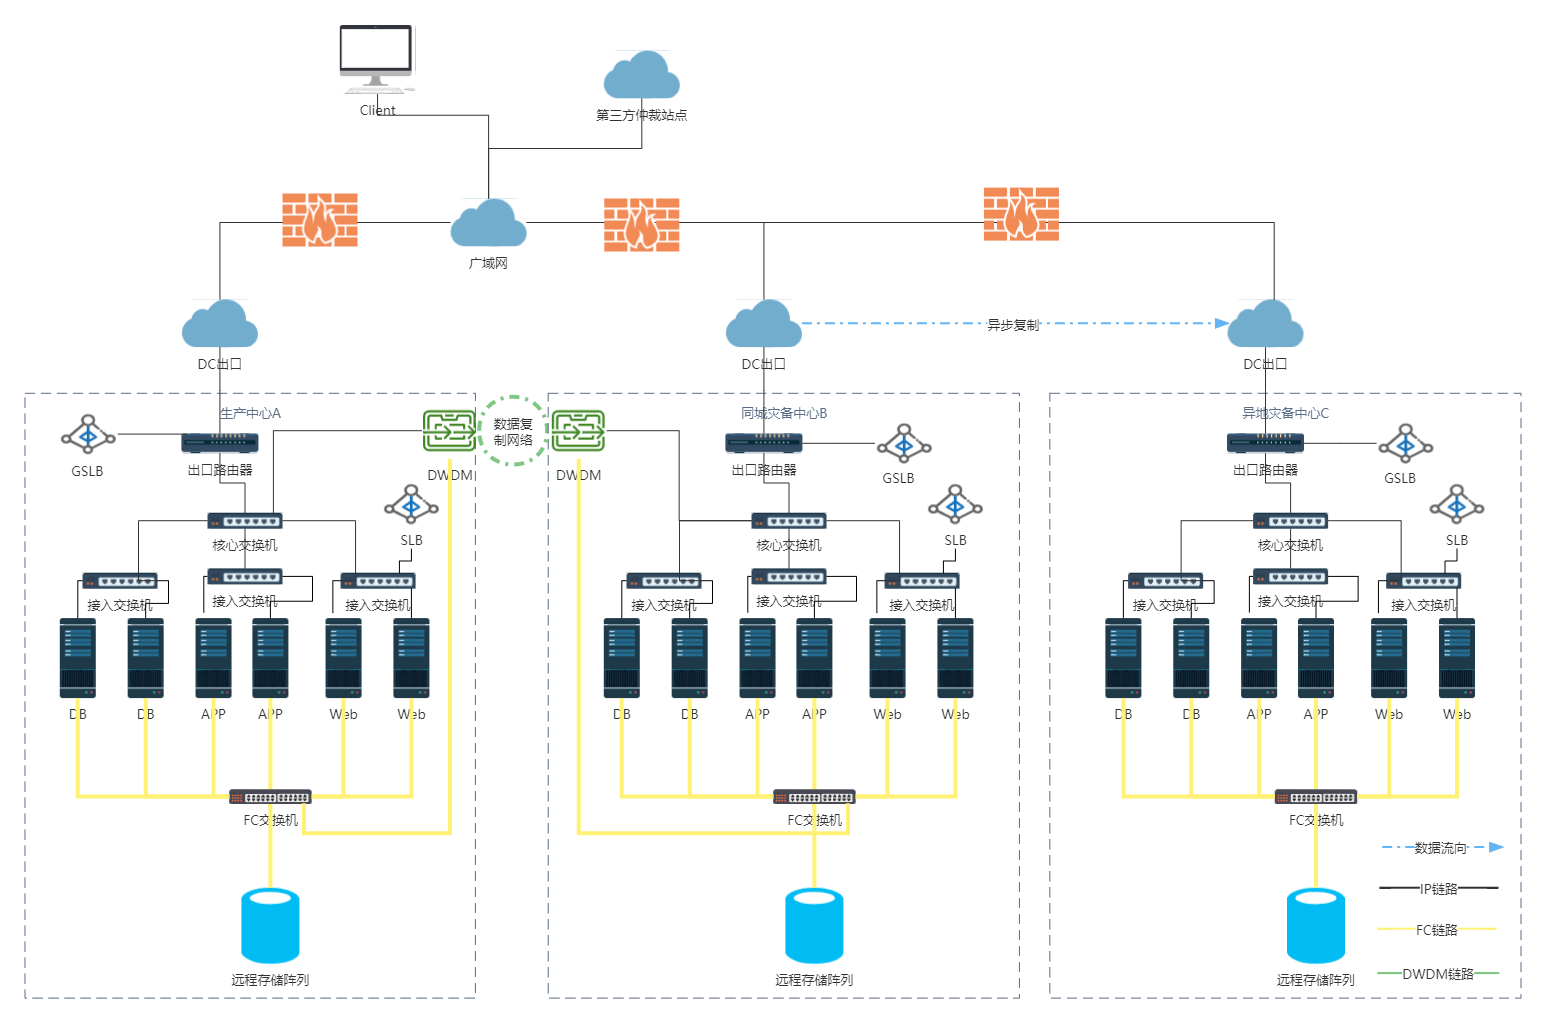 Client
第三方仲裁站点
广域网
DC出口
DC出口
异步复制
DC出口
生产中心A
GSLB
出口路由器
DWDM
数据复
制网络
同城灾备中心B
DWDM
出口路由器
GSLB
异地灾备中心C
出口路由器
GSLB
核心交换机
SLB
接入交换机
接入交换机
接入交换机
DB
DB
APP
APP
Web
Web
FC交换机
远程存储阵列
核心交换机
SLB
接入交换机
接入交换机
接入交换机
DB
DB
APP
APP
Web
Web
FC交换机
远程存储阵列
核心交换机
SLB
接入交换机
接入交换机
接入交换机
DB
DB
APP
APP
Web
Web
FC交换机
远程存储阵列
数据流向
IP链路
FC链路
DWDM链路